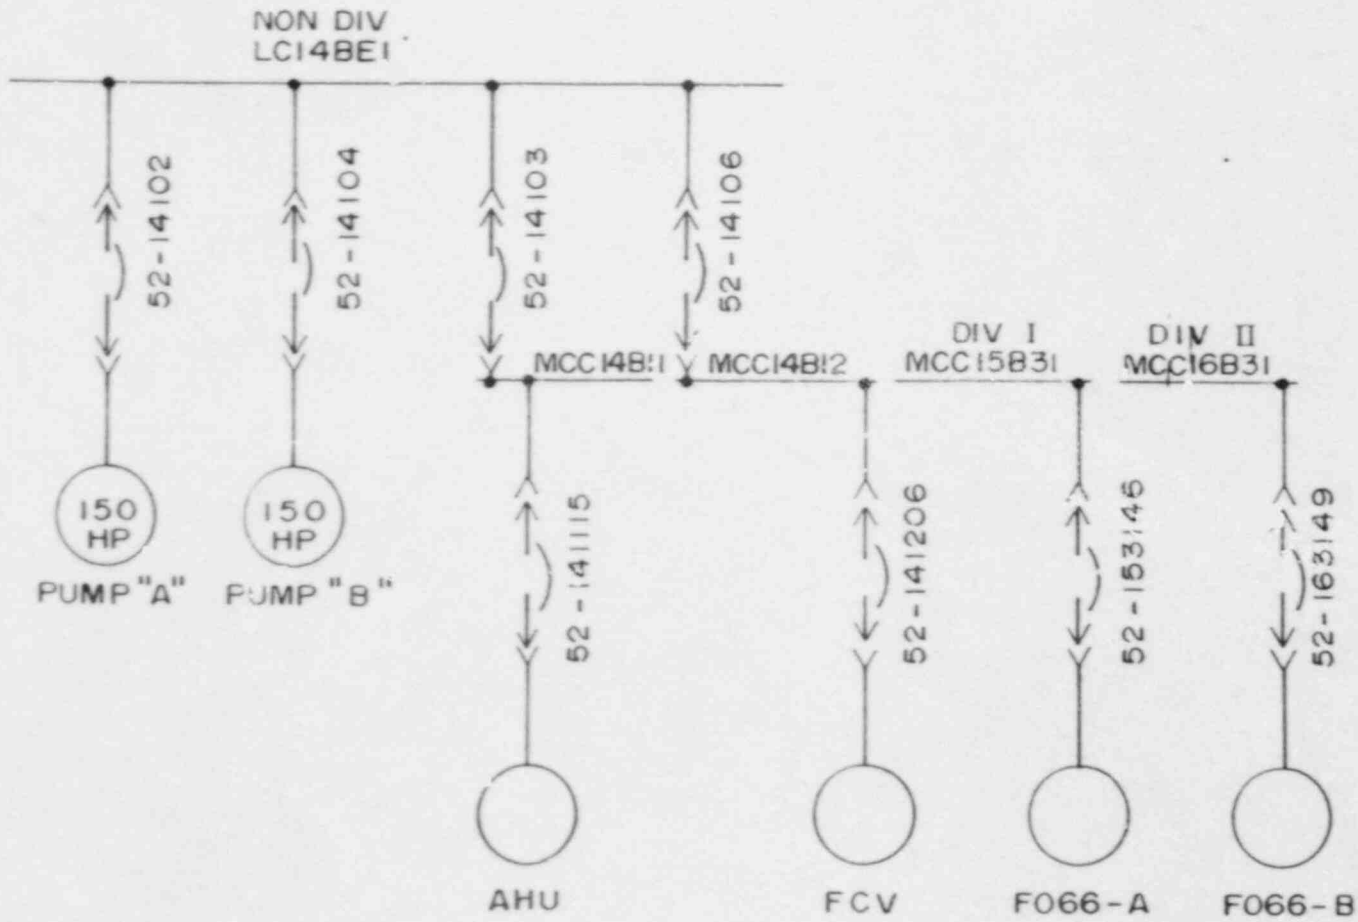 NON DIV
LC14BE1
52-14102
52-14104
52-14103
52-14106
MCC14B11
MCC14B12
DIV I
MCC15B31
DIV II
MCC16B31
150
HP
PUMP "A"
150
HP
PUMP "B"
52-141115
52-141206
52-153146
52-163149
AHU
FCV
F066-A
F066-B